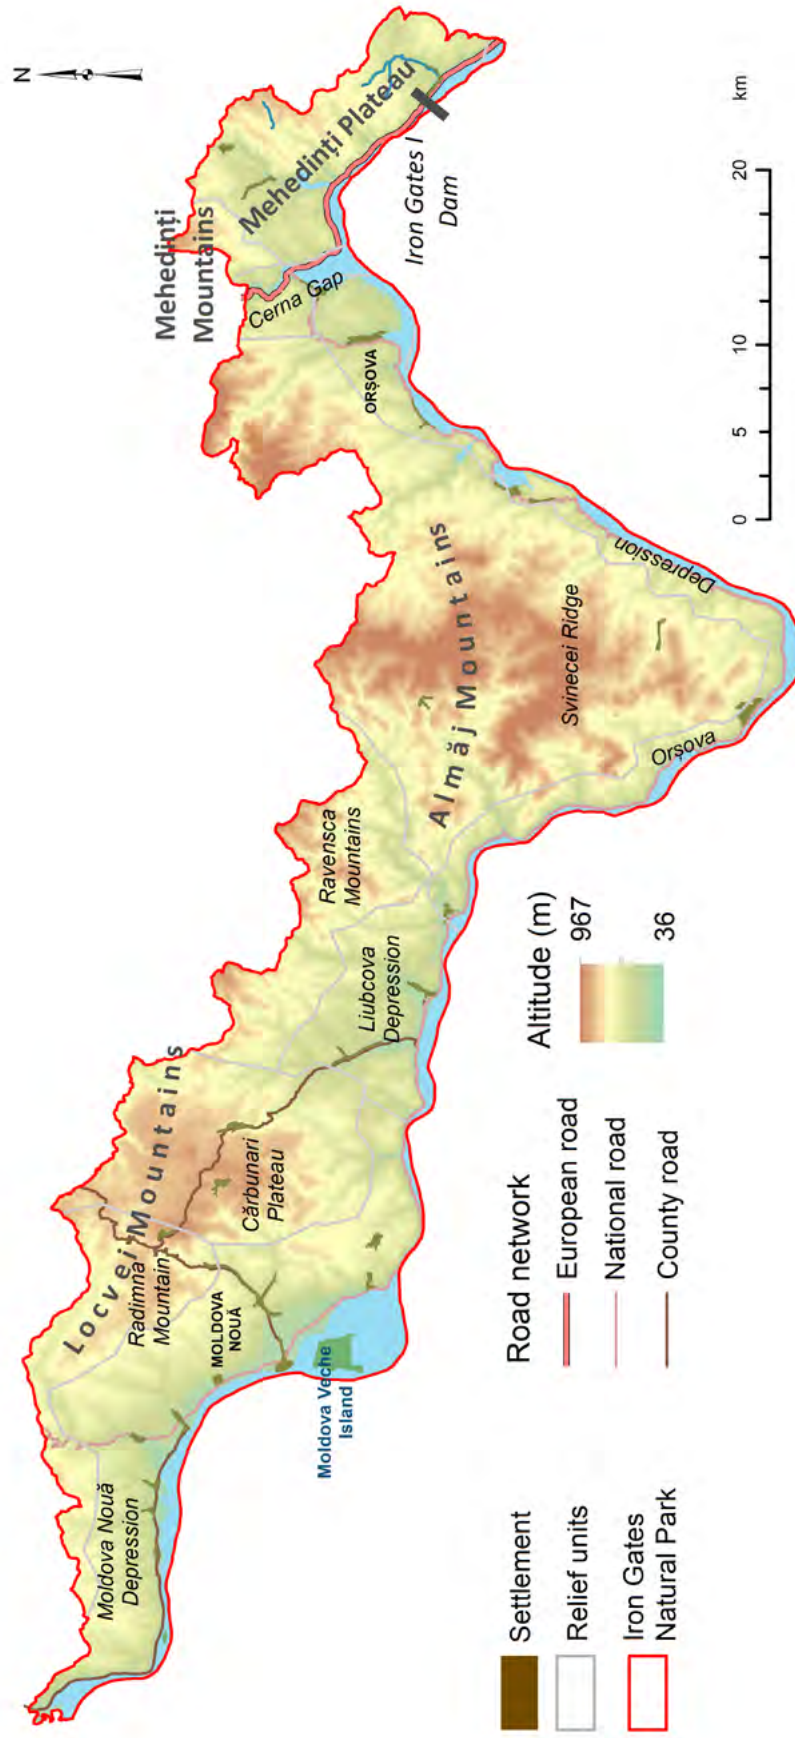 N
Mehedinți
Mountains
Mehedinți Plateau
Cerna Gap
Iron Gates I
Dam
ORȘOVA
Locvei Mountains
Radimna
Mountain
Cărbunari
Plateau
Moldova Nouă
Depression
MOLDOVA
NOUĂ
Moldova Veche
Island
Liubcova
Depression
Ravensca
Mountains
Almăj Mountains
Svinecei Ridge
Orșova
Depression
0
5
10
20
km
Settlement
Relief units
Iron Gates
Natural Park
Road network
European road
National road
County road
Altitude (m)
967
36